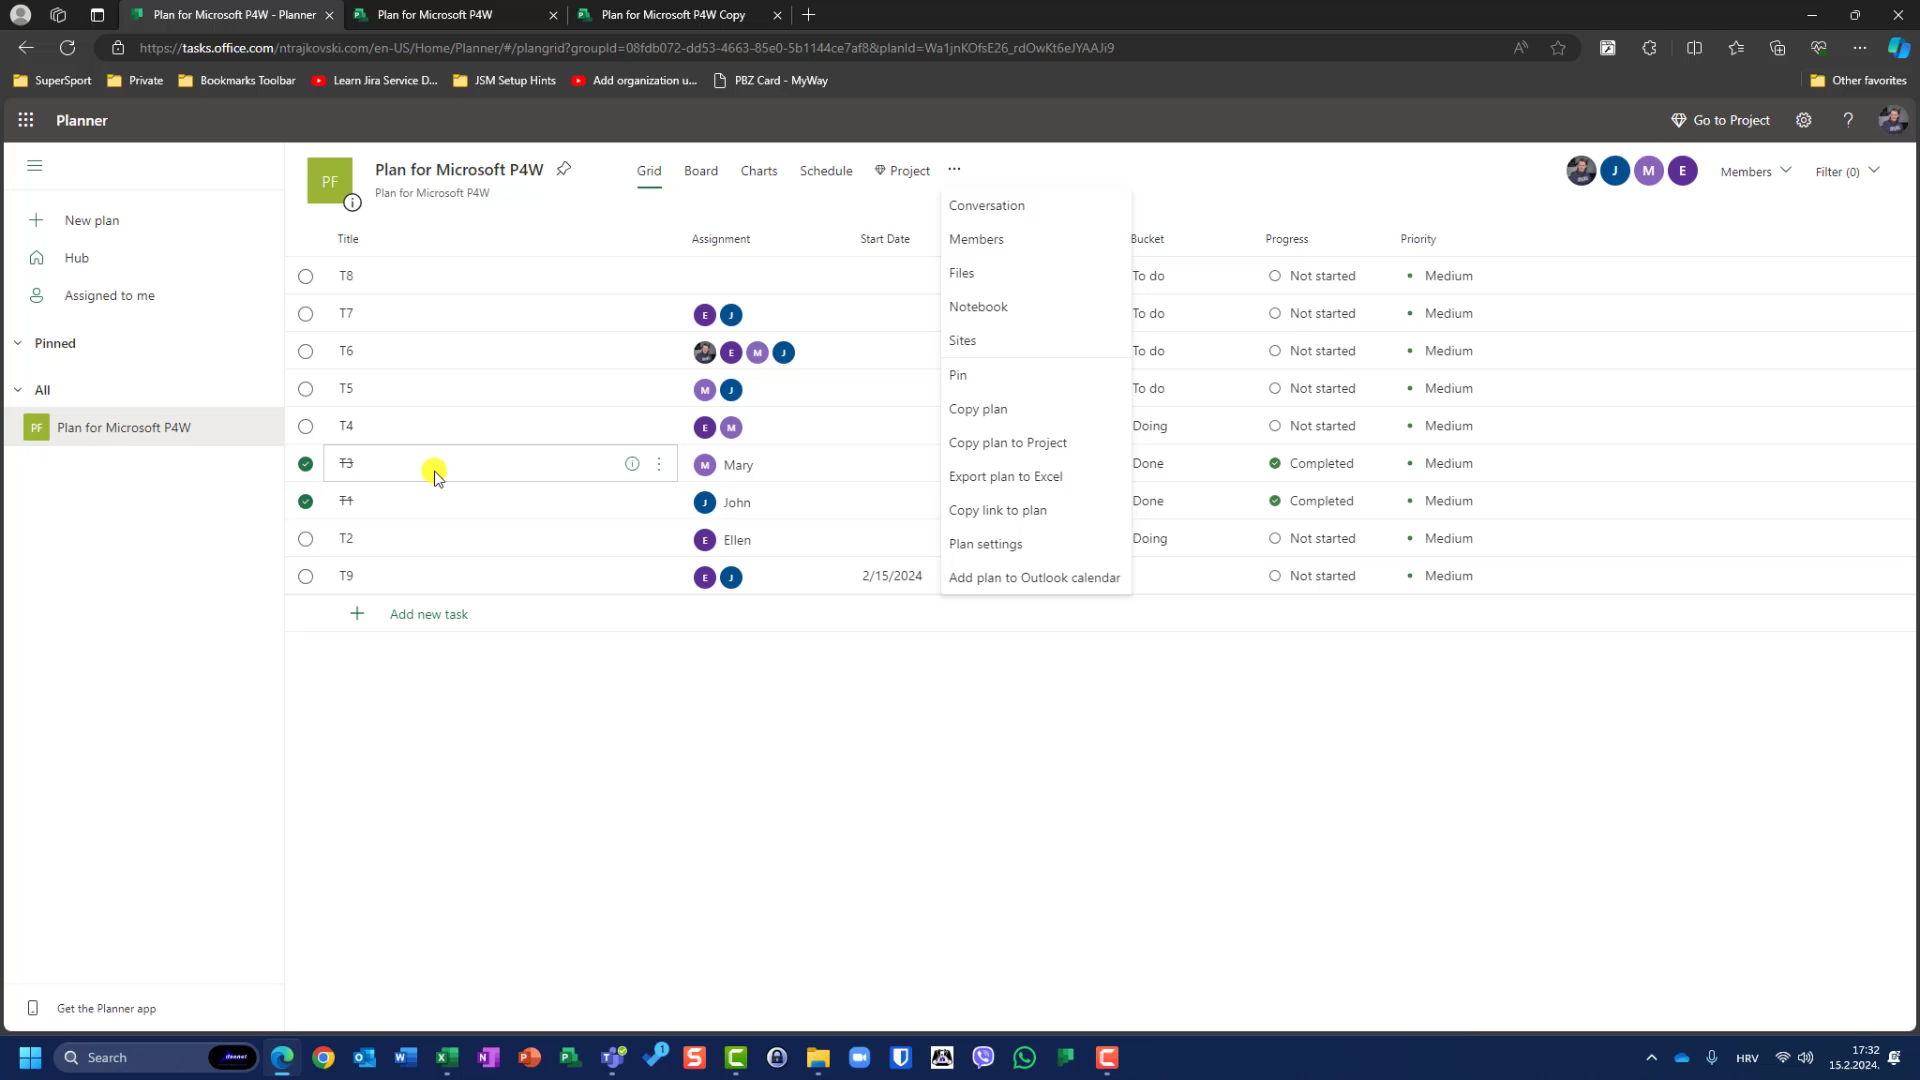 Plan for Microsoft P4W - Planner
Plan for Microsoft P4W
Plan for Microsoft P4W Copy
https://tasks.office.com/ntrajkovski.com/en-US/Home/Planner/#/plangrid?groupId=08fdb072-dd53-4663-85e0-5b1144ce7af8&planId=Wa1jnKOfsE26_rdOwKt6eJYAAJi9
SuperSport
Private
Bookmarks Toolbar
Learn Jira Service D...
JSM Setup Hints
Add organization u...
PBZ Card - MyWay
Other favorites
Planner
Go to Project
?
New plan
Hub
Assigned to me
Pinned
All
PF Plan for Microsoft P4W
Get the Planner app
PF
Plan for Microsoft P4W
Plan for Microsoft P4W
Grid Board Charts Schedule Project ...
J M E
Members
Filter (0)
Title Assignment Start Date Bucket Progress Priority
T8 To do Not started Medium
T7 E J To do Not started Medium
T6 E M J To do Not started Medium
T5 M J To do Not started Medium
T4 E M Doing Not started Medium
T3 M Mary Done Completed Medium
T1 J John Done Completed Medium
T2 E Ellen Doing Not started Medium
T9 E J 2/15/2024 Not started Medium
Add new task
Conversation
Members
Files
Notebook
Sites
Pin
Copy plan
Copy plan to Project
Export plan to Excel
Copy link to plan
Plan settings
Add plan to Outlook calendar
Search
HRV
17:32
15.2.2024.